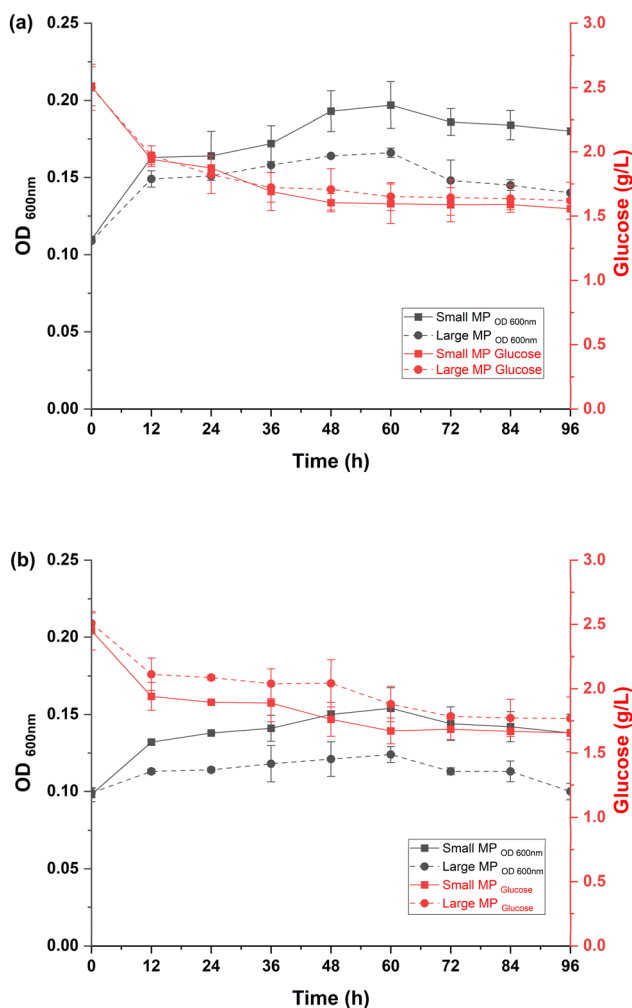 (a)
0.25
0.20
0.15
0.10
0.05
0.00
OD 600nm
3.0
2.5
2.0
1.5
1.0
0.5
0.0
Glucose (g/L)
Small MP OD 600nm
Large MP OD 600nm
Small MP Glucose
Large MP Glucose
0 12 24 36 48 60 72 84 96
Time (h)
(b)
0.25
0.20
0.15
0.10
0.05
0.00
OD 600nm
3.0
2.5
2.0
1.5
1.0
0.5
0.0
Glucose (g/L)
Small MP OD 600nm
Large MP OD 600nm
Small MP Glucose
Large MP Glucose
0 12 24 36 48 60 72 84 96
Time (h)